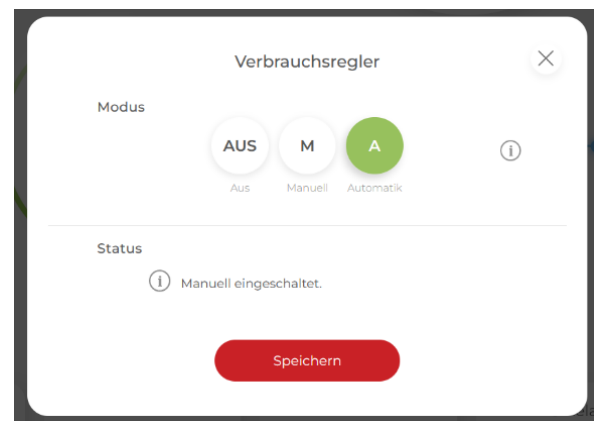 Verbrauchsregler
Modus
AUS M A
Aus Manuell Automatik
Status
Manuell eingeschaltet.
Speichern